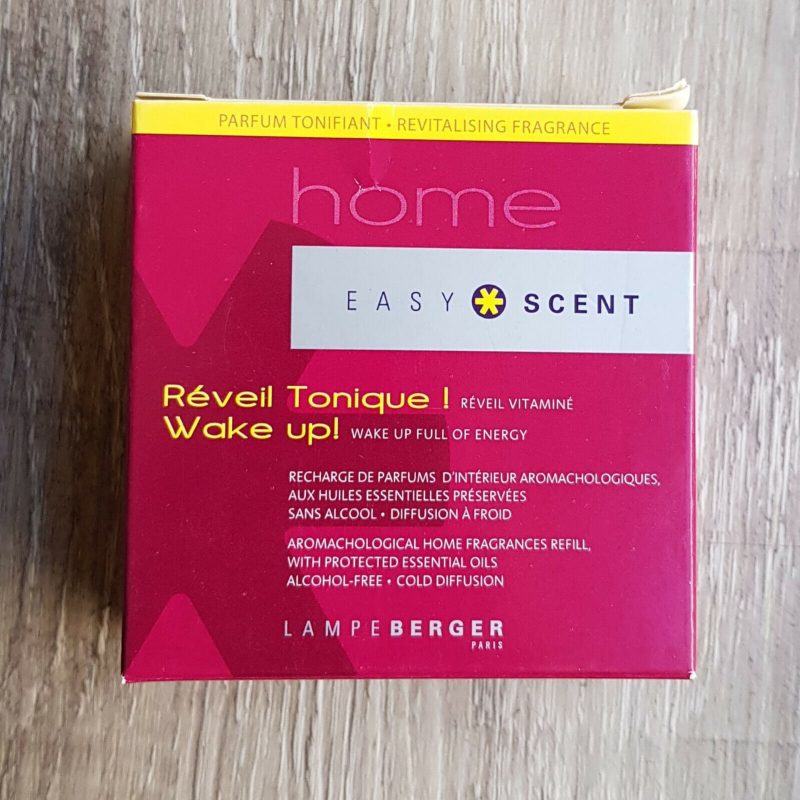 PARFUM TONIFIANT • REVITALISING FRAGRANCE
home
EASY SCENT
Réveil Tonique ! RÉVEIL VITAMINÉ
Wake up! WAKE UP FULL OF ENERGY
RECHARGE DE PARFUMS D'INTÉRIEUR AROMACHOLOGIQUES,
AUX HUILES ESSENTIELLES PRÉSERVÉES
SANS ALCOOL • DIFFUSION À FROID
AROMACHOLOGICAL HOME FRAGRANCES REFILL,
WITH PROTECTED ESSENTIAL OILS
ALCOHOL-FREE • COLD DIFFUSION
LAMPE BERGER
PARIS